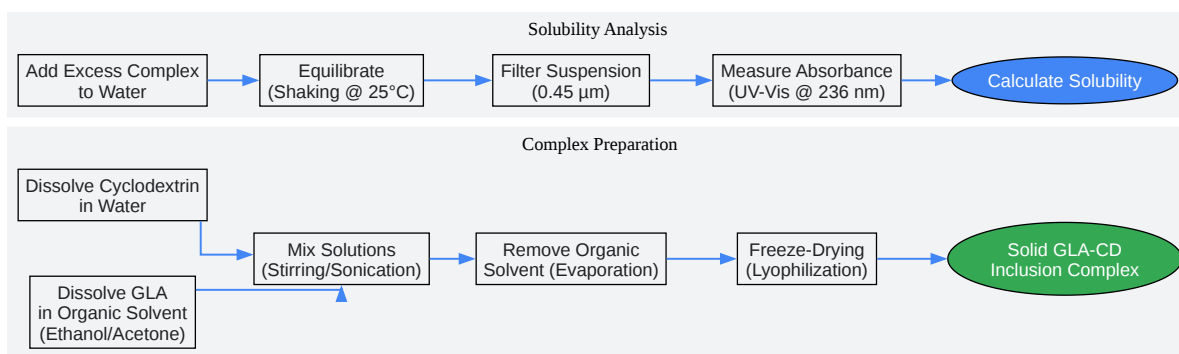 Solubility Analysis
Add Excess Complex
to Water
Equilibrate
(Shaking @ 25°C)
Filter Suspension
(0.45 µm)
Measure Absorbance
(UV-Vis @ 236 nm)
Calculate Solubility
Complex Preparation
Dissolve Cyclodextrin
in Water
Dissolve GLA
in Organic Solvent
(Ethanol/Acetone)
Mix Solutions
(Stirring/Sonication)
Remove Organic
Solvent (Evaporation)
Freeze-Drying
(Lyophilization)
Solid GLA-CD
Inclusion Complex